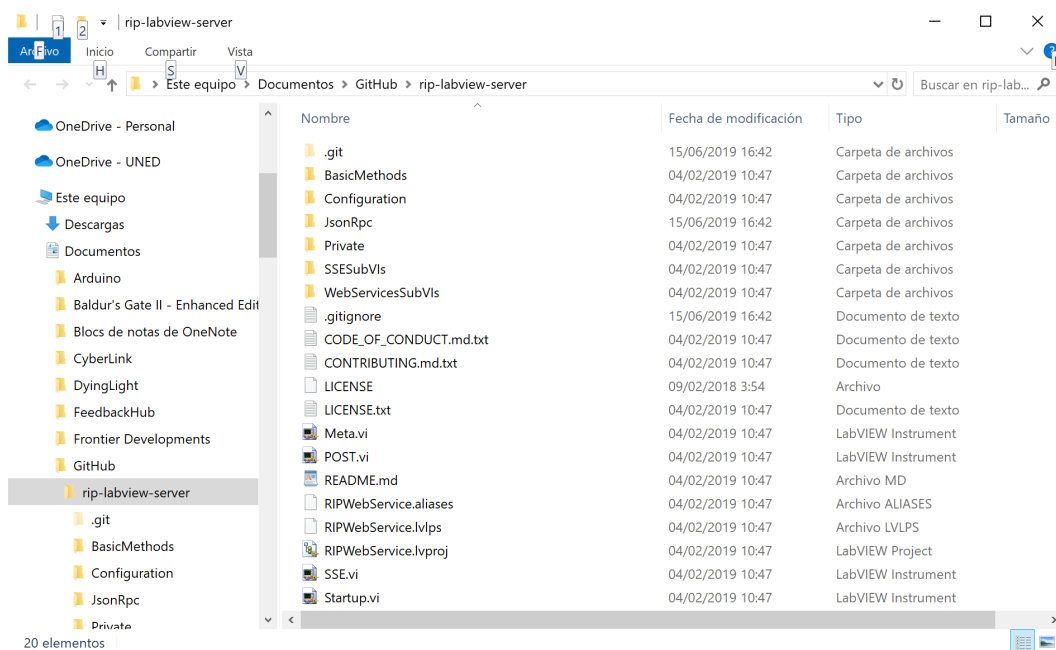 1 2 rip-labview-server
Archivo F Inicio Compartir Vista
H S V
Este equipo Documentos GitHub rip-labview-server Buscar en rip-lab...
OneDrive - Personal
OneDrive - UNED
Este equipo
Descargas
Documentos
Arduino
Baldur's Gate II - Enhanced Edit
Blocs de notas de OneNote
CyberLink
DyingLight
FeedbackHub
Frontier Developments
GitHub
rip-labview-server
.git
BasicMethods
Configuration
JsonRpc
Private
Nombre Fecha de modificación Tipo Tamaño
.git 15/06/2019 16:42 Carpeta de archivos
BasicMethods 04/02/2019 10:47 Carpeta de archivos
Configuration 04/02/2019 10:47 Carpeta de archivos
JsonRpc 15/06/2019 16:42 Carpeta de archivos
Private 04/02/2019 10:47 Carpeta de archivos
SSESubVIs 04/02/2019 10:47 Carpeta de archivos
WebServicesSubVIs 04/02/2019 10:47 Carpeta de archivos
.gitignore 15/06/2019 16:42 Documento de texto
CODE_OF_CONDUCT.md.txt 04/02/2019 10:47 Documento de texto
CONTRIBUTING.md.txt 04/02/2019 10:47 Documento de texto
LICENSE 09/02/2018 3:54 Archivo
LICENSE.txt 04/02/2019 10:47 Documento de texto
Meta.vi 04/02/2019 10:47 LabVIEW Instrument
POST.vi 04/02/2019 10:47 LabVIEW Instrument
README.md 04/02/2019 10:47 Archivo MD
RIPWebService.aliases 04/02/2019 10:47 Archivo ALIASES
RIPWebService.lvlps 04/02/2019 10:47 Archivo LVLPS
RIPWebService.lvproj 04/02/2019 10:47 LabVIEW Project
SSE.vi 04/02/2019 10:47 LabVIEW Instrument
Startup.vi 04/02/2019 10:47 LabVIEW Instrument
20 elementos